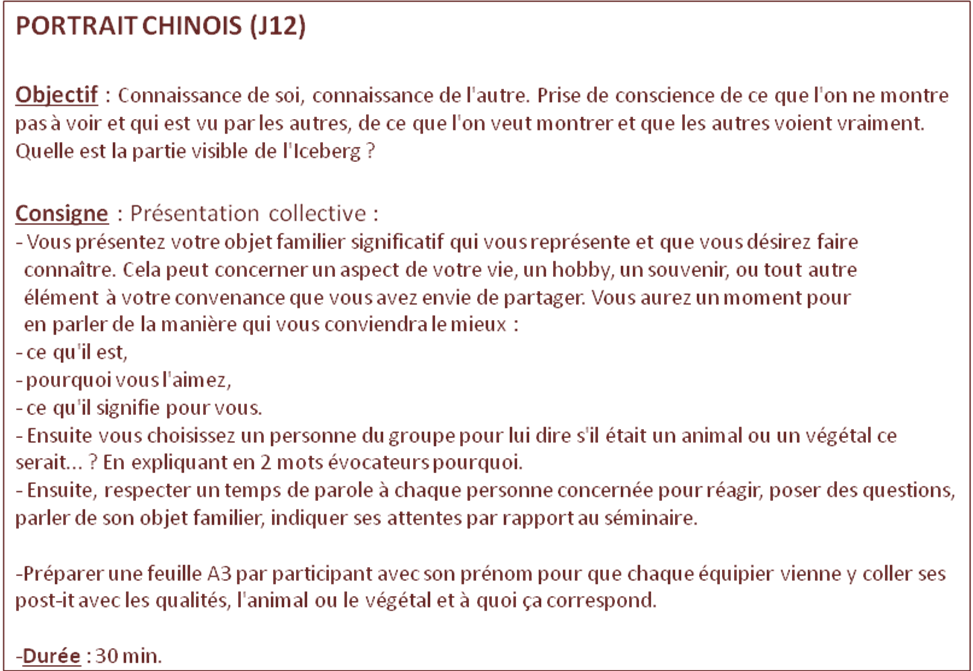 PORTRAIT CHINOIS (J12)
Objectif : Connaissance de soi, connaissance de l'autre. Prise de conscience de ce que l'on ne montre
pas à voir et qui est vu par les autres, de ce que l'on veut montrer et que les autres voient vraiment.
Quelle est la partie visible de l'Iceberg ?
Consigne : Présentation collective :
- Vous présentez votre objet familier significatif qui vous représente et que vous désirez faire
connaître. Cela peut concerner un aspect de votre vie, un hobby, un souvenir, ou tout autre
élément à votre convenance que vous avez envie de partager. Vous aurez un moment pour
en parler de la manière qui vous conviendra le mieux :
- ce qu'il est,
- pourquoi vous l'aimez,
- ce qu'il signifie pour vous.
- Ensuite vous choisissez un personne du groupe pour lui dire s'il était un animal ou un végétal ce
serait... ? En expliquant en 2 mots évocateurs pourquoi.
- Ensuite, respecter un temps de parole à chaque personne concernée pour réagir, poser des questions,
parler de son objet familier, indiquer ses attentes par rapport au séminaire.
-Préparer une feuille A3 par participant avec son prénom pour que chaque équipier vienne y coller ses
post-it avec les qualités, l'animal ou le végétal et à quoi ça correspond.
-Durée : 30 min.